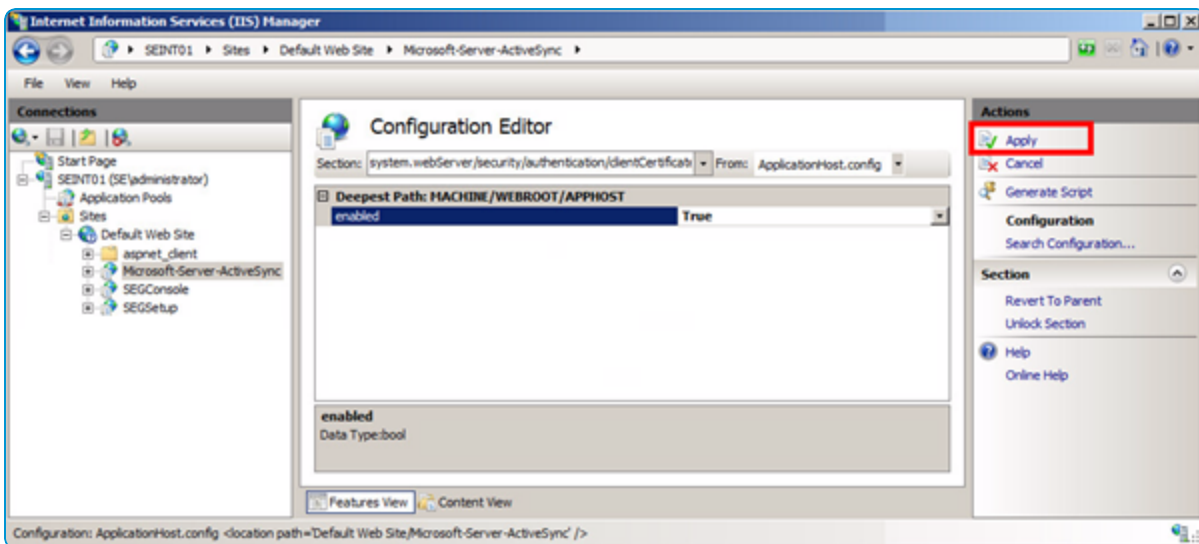 Internet Information Services (IIS) Manager
SEINT01 Sites Default Web Site Microsoft-Server-ActiveSync
File View Help
Connections
Start Page
SEINT01 (SE\administrator)
Application Pools
Sites
Default Web Site
aspnet_client
Microsoft-Server-ActiveSync
SEGConsole
SEGSetup
Configuration Editor
Section: system.webServer/security/authentication/clientCertificate From: ApplicationHost.config
Deepest Path: MACHINE/WEBROOT/APPHOST
enabled True
enabled
Data Type:bool
Features View Content View
Actions
Apply
Cancel
Generate Script
Configuration
Search Configuration...
Section
Revert To Parent
Unlock Section
Help
Online Help
Configuration: ApplicationHost.config <location path='Default Web Site/Microsoft-Server-ActiveSync' />